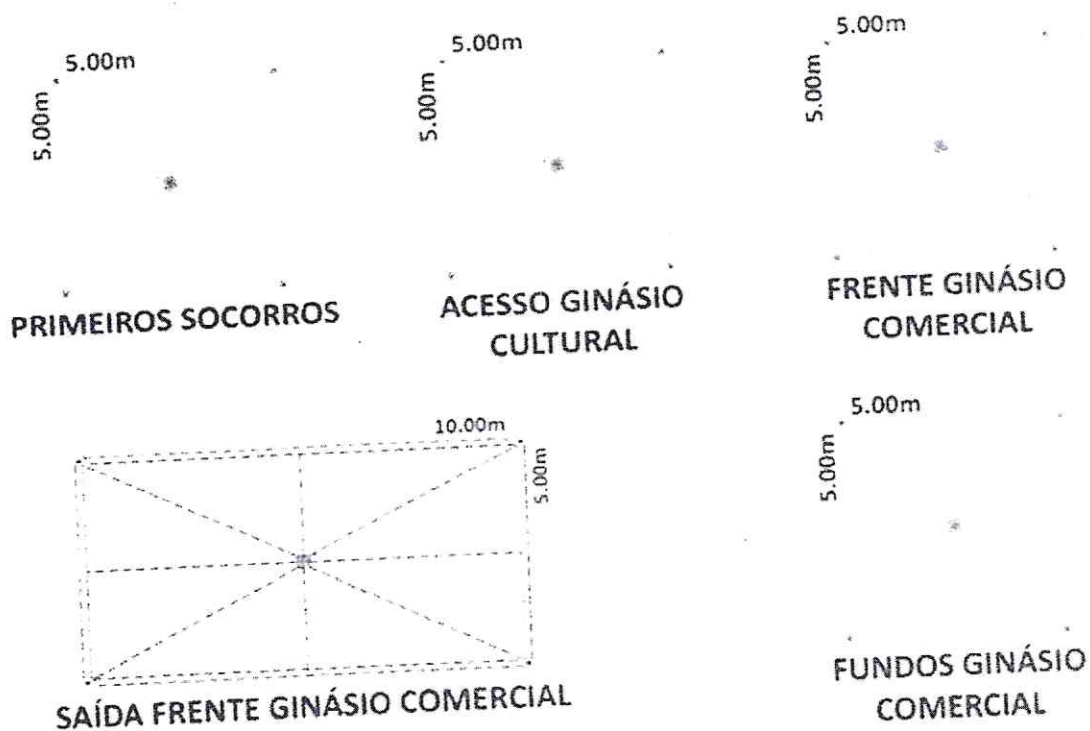 5.00m
5.00m
PRIMEIROS SOCORROS
5.00m
5.00m
ACESSO GINÁSIO
CULTURAL
5.00m
5.00m
FRENTE GINÁSIO
COMERCIAL
10.00m
5.00m
SAÍDA FRENTE GINÁSIO COMERCIAL
5.00m
5.00m
FUNDOS GINÁSIO
COMERCIAL